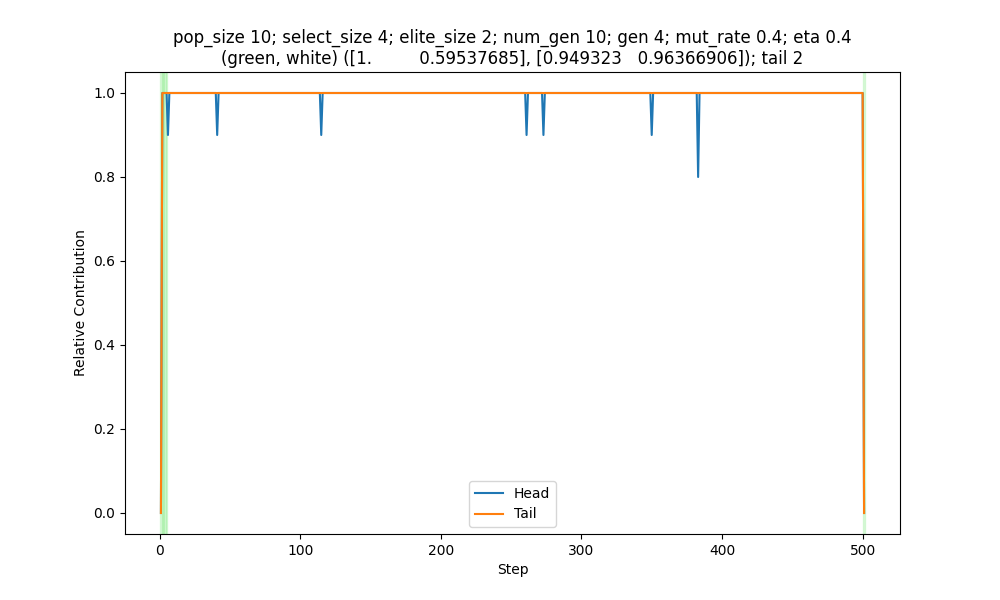 pop_size 10; select_size 4; elite_size 2; num_gen 10; gen 4; mut_rate 0.4; eta 0.4
(green, white) ([1.          0.59537685], [0.949323   0.96366906]); tail 2
1.0
0.8
0.6
0.4
0.2
0.0
Relative Contribution
Head
Tail
0
100
200
300
400
500
Step